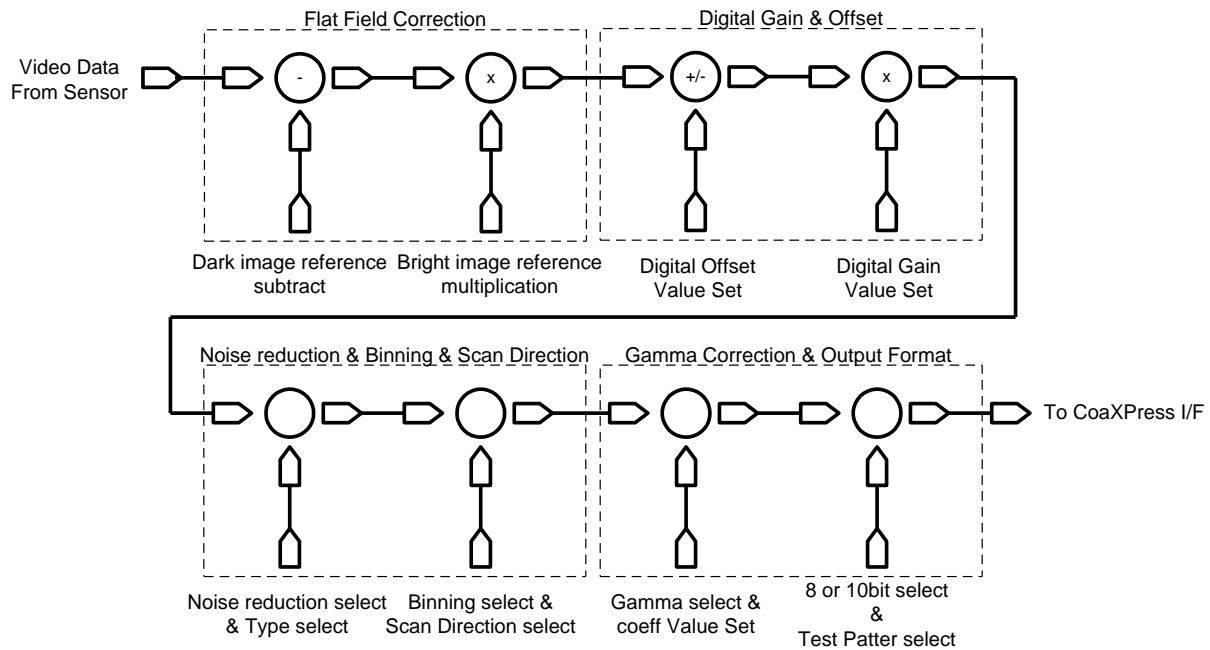 Flat Field Correction
Digital Gain & Offset
Video Data
From Sensor
-
x
+/-
x
Dark image reference
subtract
Bright image reference
multiplication
Digital Offset
Value Set
Digital Gain
Value Set
Noise reduction & Binning & Scan Direction
Gamma Correction & Output Format
To CoaXPress I/F
Noise reduction select
& Type select
Binning select &
Scan Direction select
Gamma select &
coeff Value Set
8 or 10bit select
&
Test Patter select